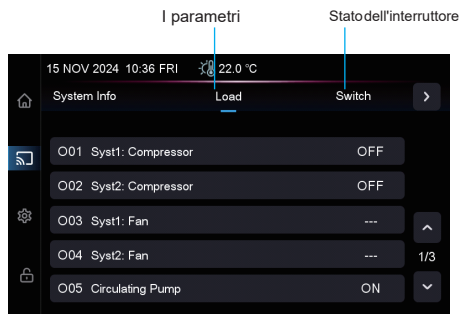 I parametri Stato dell'interruttore
15 NOV 2024 10:36 FRI 22.0 °C
System Info Load Switch >
O01 Syst1: Compressor OFF
O02 Syst2: Compressor OFF
O03 Syst1: Fan ---
O04 Syst2: Fan ---
1/3
O05 Circulating Pump ON